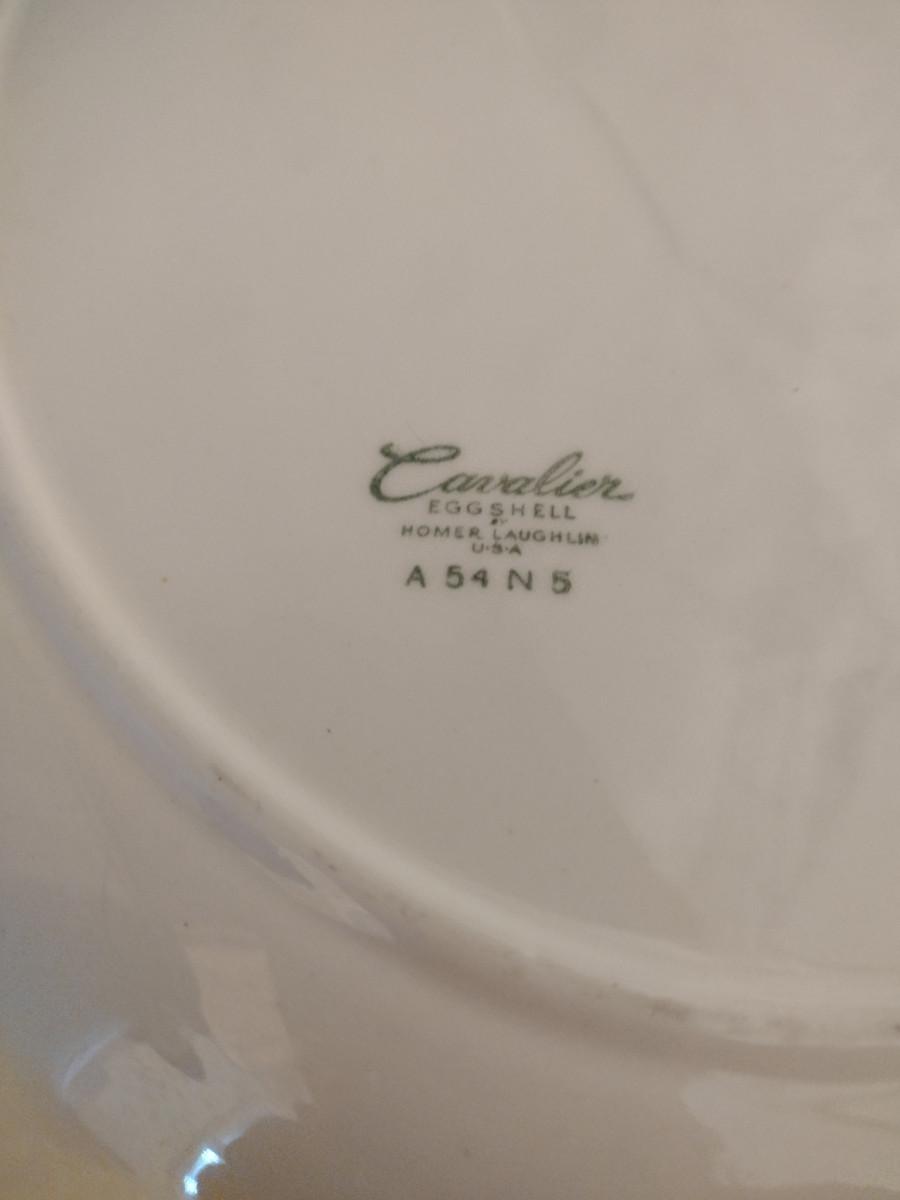 Cavalier
EGGSHELL
BY
HOMER LAUGHLIN
U•S•A
A 54 N 5